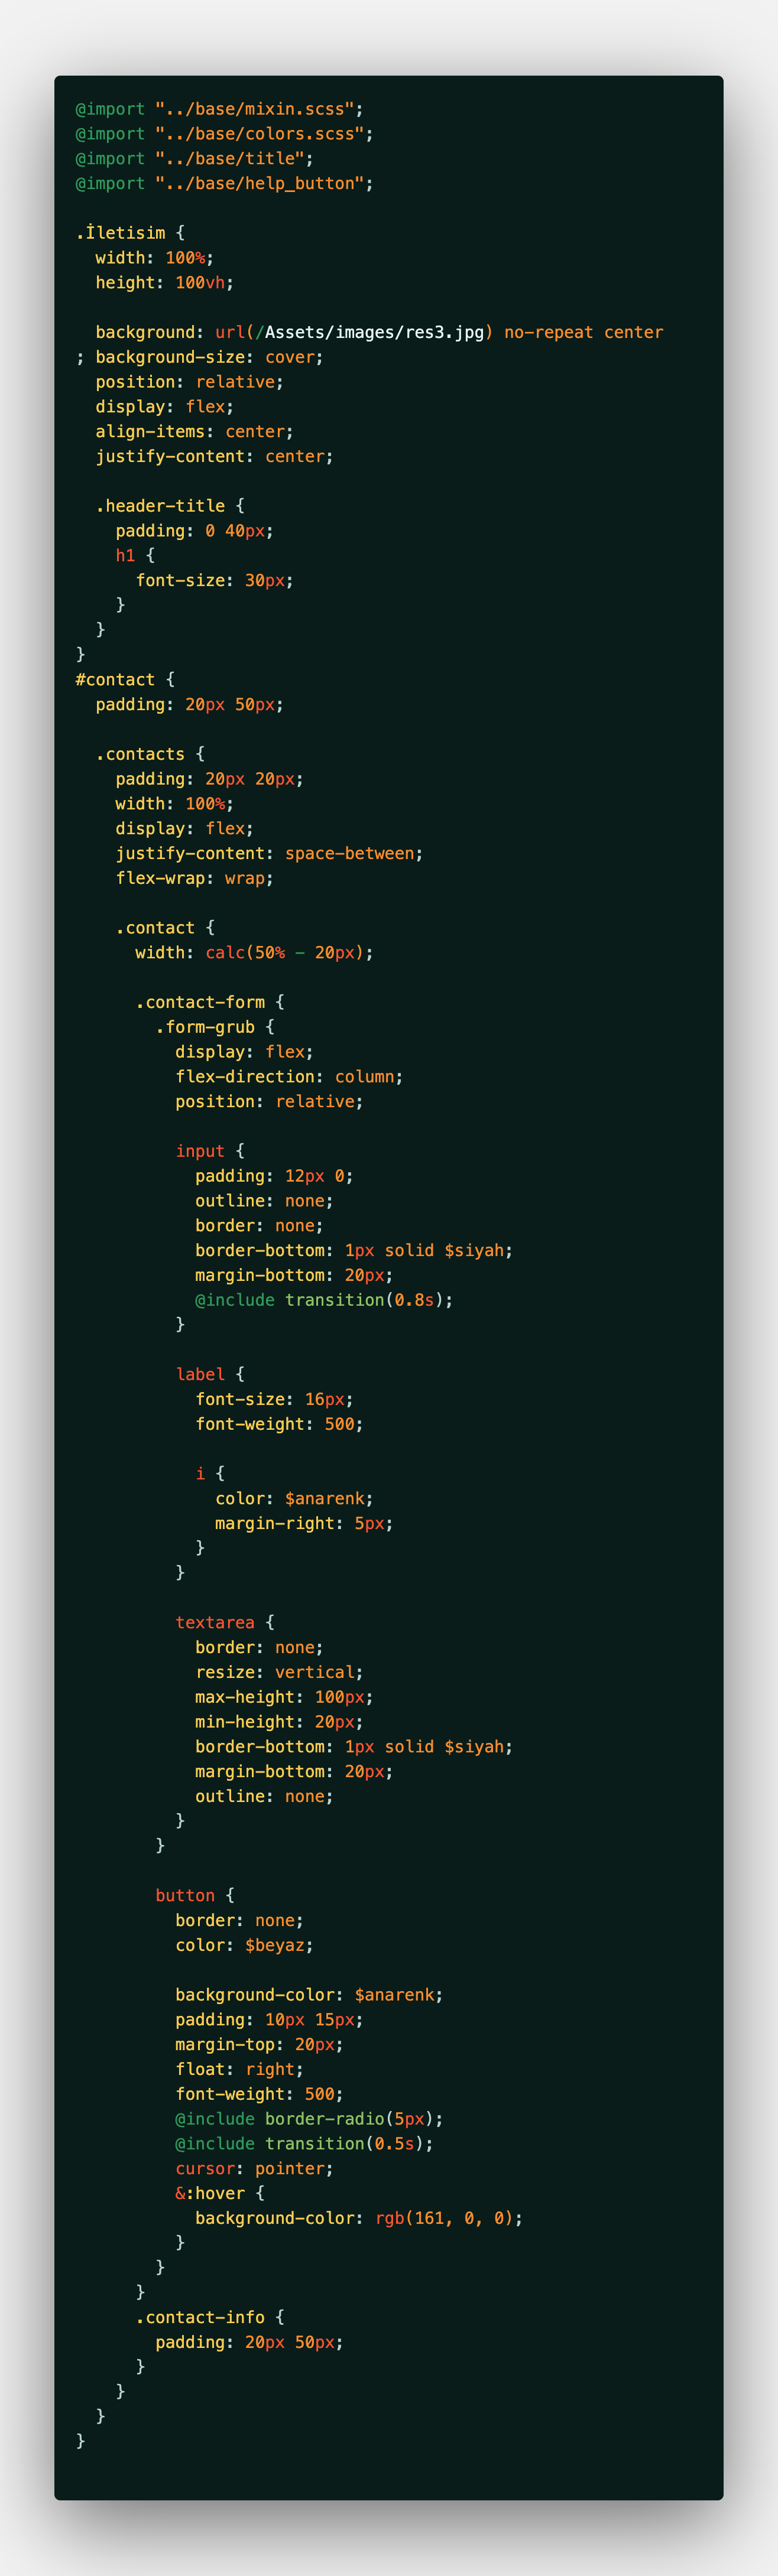 @import "../base/mixin.scss";
@import "../base/colors.scss";
@import "../base/title";
@import "../base/help_button";

.İletisim {
  width: 100%;
  height: 100vh;

  background: url(/Assets/images/res3.jpg) no-repeat center
; background-size: cover;
  position: relative;
  display: flex;
  align-items: center;
  justify-content: center;

  .header-title {
    padding: 0 40px;
    h1 {
      font-size: 30px;
    }
  }
}
#contact {
  padding: 20px 50px;

  .contacts {
    padding: 20px 20px;
    width: 100%;
    display: flex;
    justify-content: space-between;
    flex-wrap: wrap;

    .contact {
      width: calc(50% - 20px);

      .contact-form {
        .form-grub {
          display: flex;
          flex-direction: column;
          position: relative;

          input {
            padding: 12px 0;
            outline: none;
            border: none;
            border-bottom: 1px solid $siyah;
            margin-bottom: 20px;
            @include transition(0.8s);
          }

          label {
            font-size: 16px;
            font-weight: 500;

            i {
              color: $anarenk;
              margin-right: 5px;
            }
          }

          textarea {
            border: none;
            resize: vertical;
            max-height: 100px;
            min-height: 20px;
            border-bottom: 1px solid $siyah;
            margin-bottom: 20px;
            outline: none;
          }
        }

        button {
          border: none;
          color: $beyaz;

          background-color: $anarenk;
          padding: 10px 15px;
          margin-top: 20px;
          float: right;
          font-weight: 500;
          @include border-radio(5px);
          @include transition(0.5s);
          cursor: pointer;
          &:hover {
            background-color: rgb(161, 0, 0);
          }
        }
      }
      .contact-info {
        padding: 20px 50px;
      }
    }
  }
}